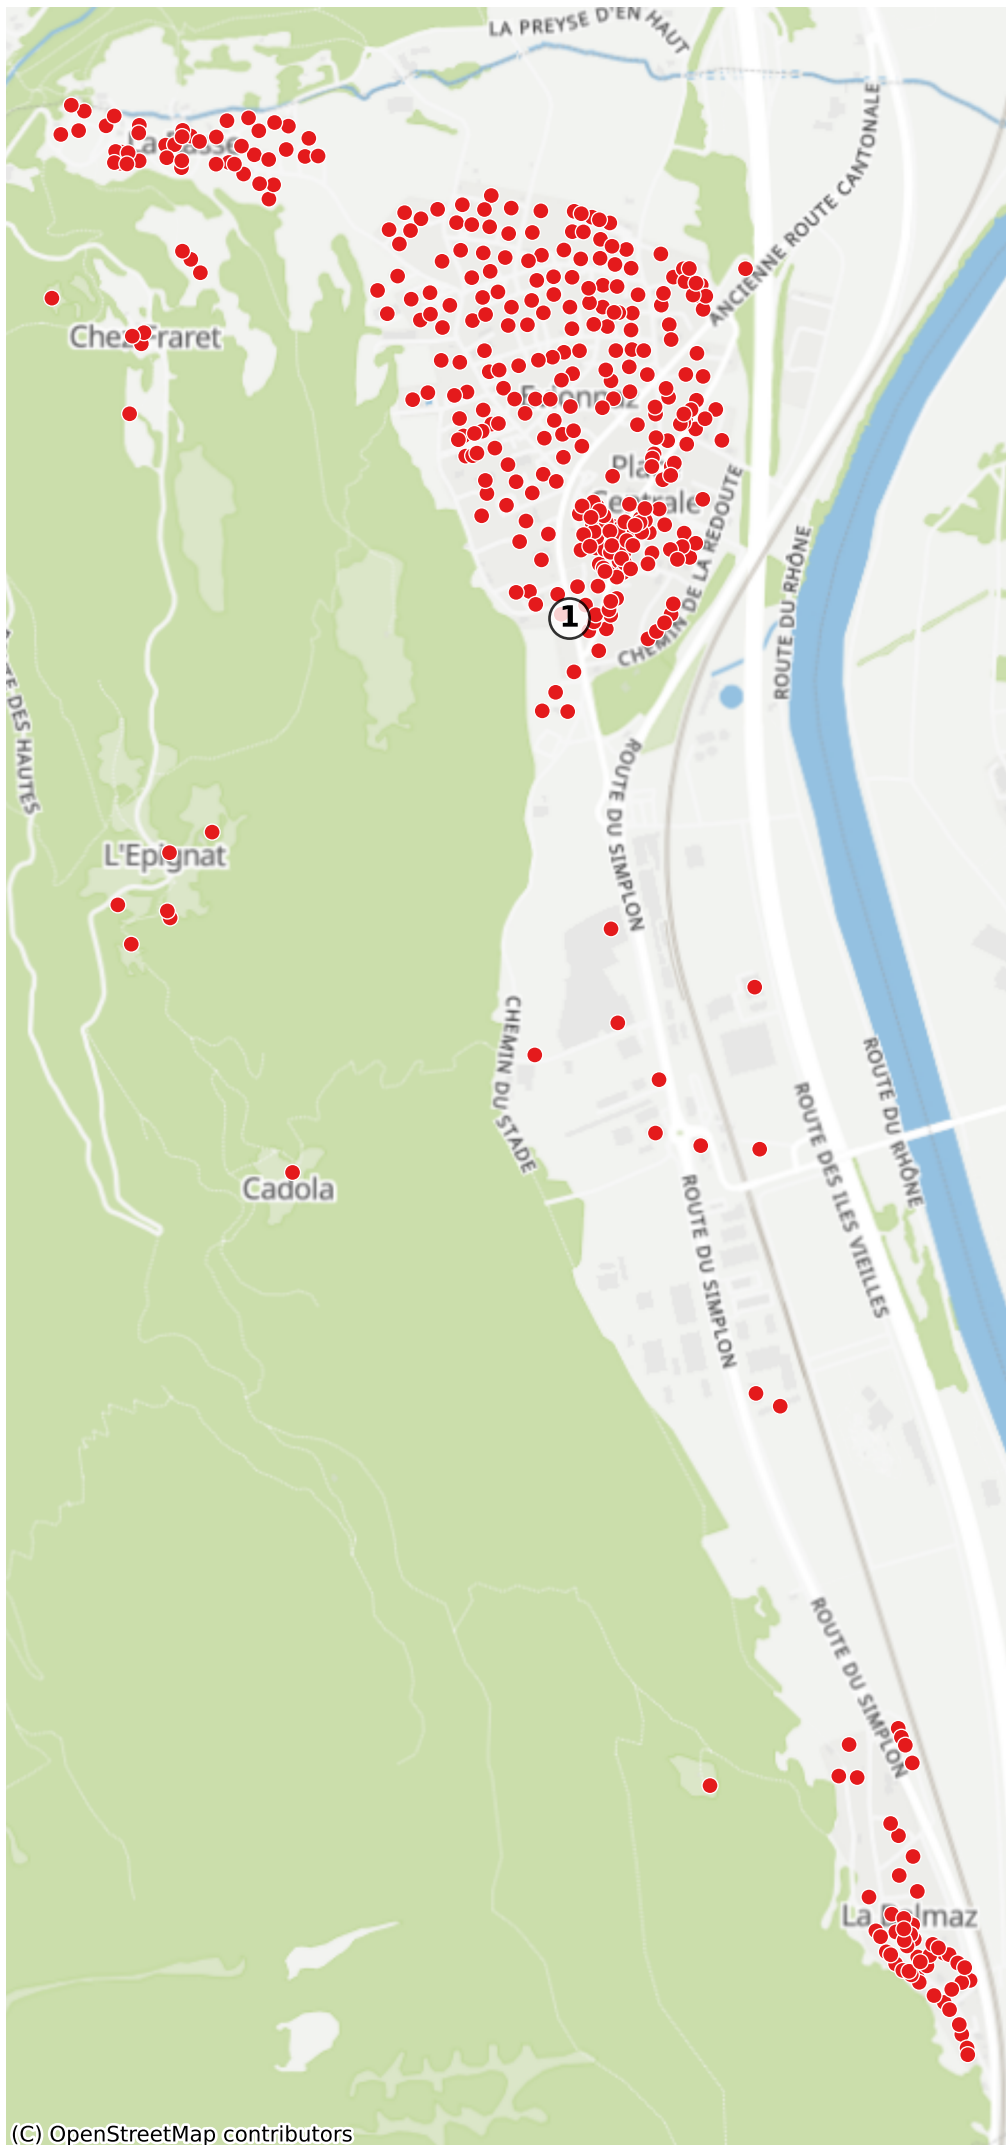 LA PREYSE D'EN HAUT
ANCIENNE ROUTE CANTONALE
Chez Fraret
CHEMIN DE LA REDOUTE
1
ROUTE DU RHÔNE
ROUTE DU SIMPLON
L'Epignat
CHEMIN DU STADE
ROUTE DU RHÔNE
ROUTE DES ILES VIEILLES
Cadola
ROUTE DU SIMPLON
ROUTE DU SIMPLON
DES HAUTES
(C) OpenStreetMap contributors